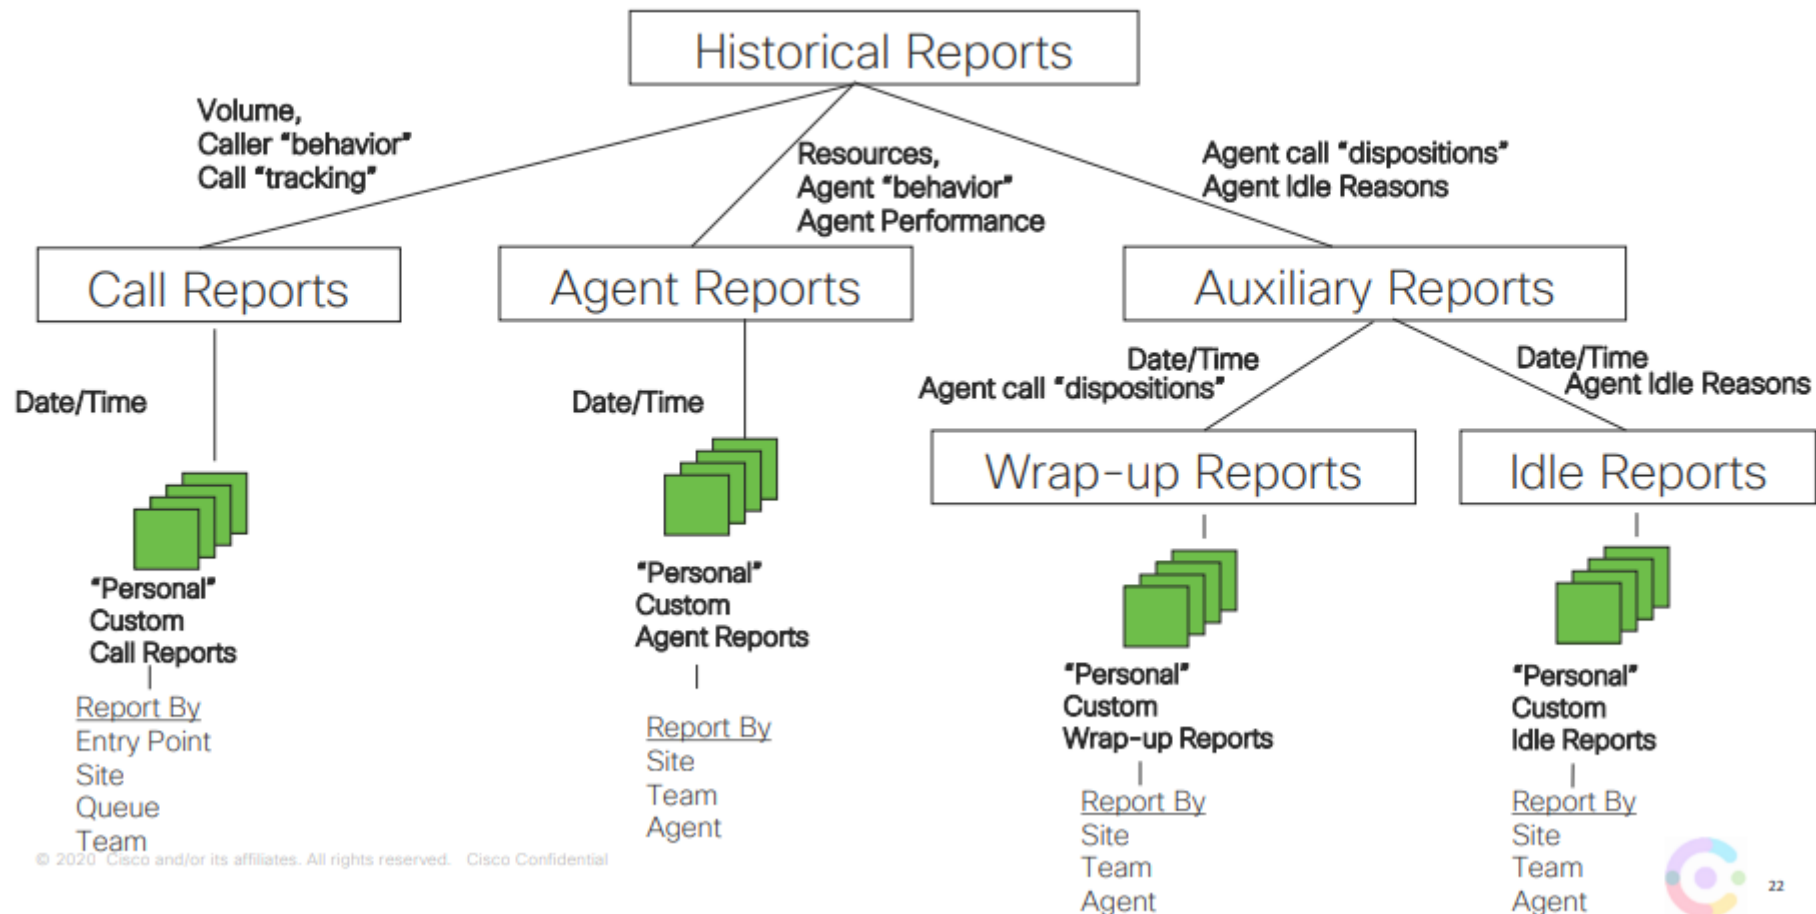 Historical Reports
Volume,
Caller "behavior"
Call "tracking"
Resources,
Agent "behavior"
Agent Performance
Agent call "dispositions"
Agent Idle Reasons
Call Reports
Agent Reports
Auxiliary Reports
Date/Time
Date/Time
Date/Time
Agent call "dispositions"
Date/Time
Agent Idle Reasons
Wrap-up Reports
Idle Reports
"Personal"
Custom
Call Reports
Report By
Entry Point
Site
Queue
Team
"Personal"
Custom
Agent Reports
Report By
Site
Team
Agent
"Personal"
Custom
Wrap-up Reports
Report By
Site
Team
Agent
"Personal"
Custom
Idle Reports
Report By
Site
Team
Agent
© 2020 Cisco and/or its affiliates. All rights reserved. Cisco Confidential
22